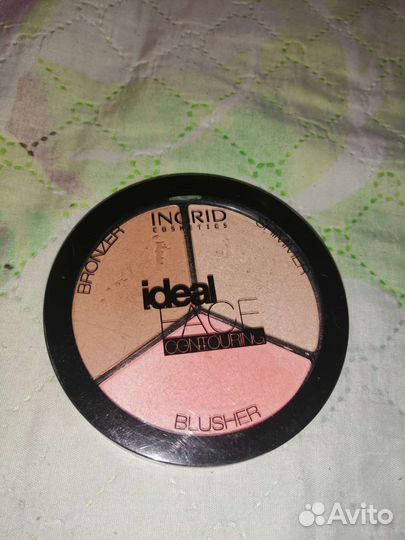 INGRID
COSMETICS
BRONZER
SHIMMER
ideal
FACE
CONTOURING
BLUSHER
Avito